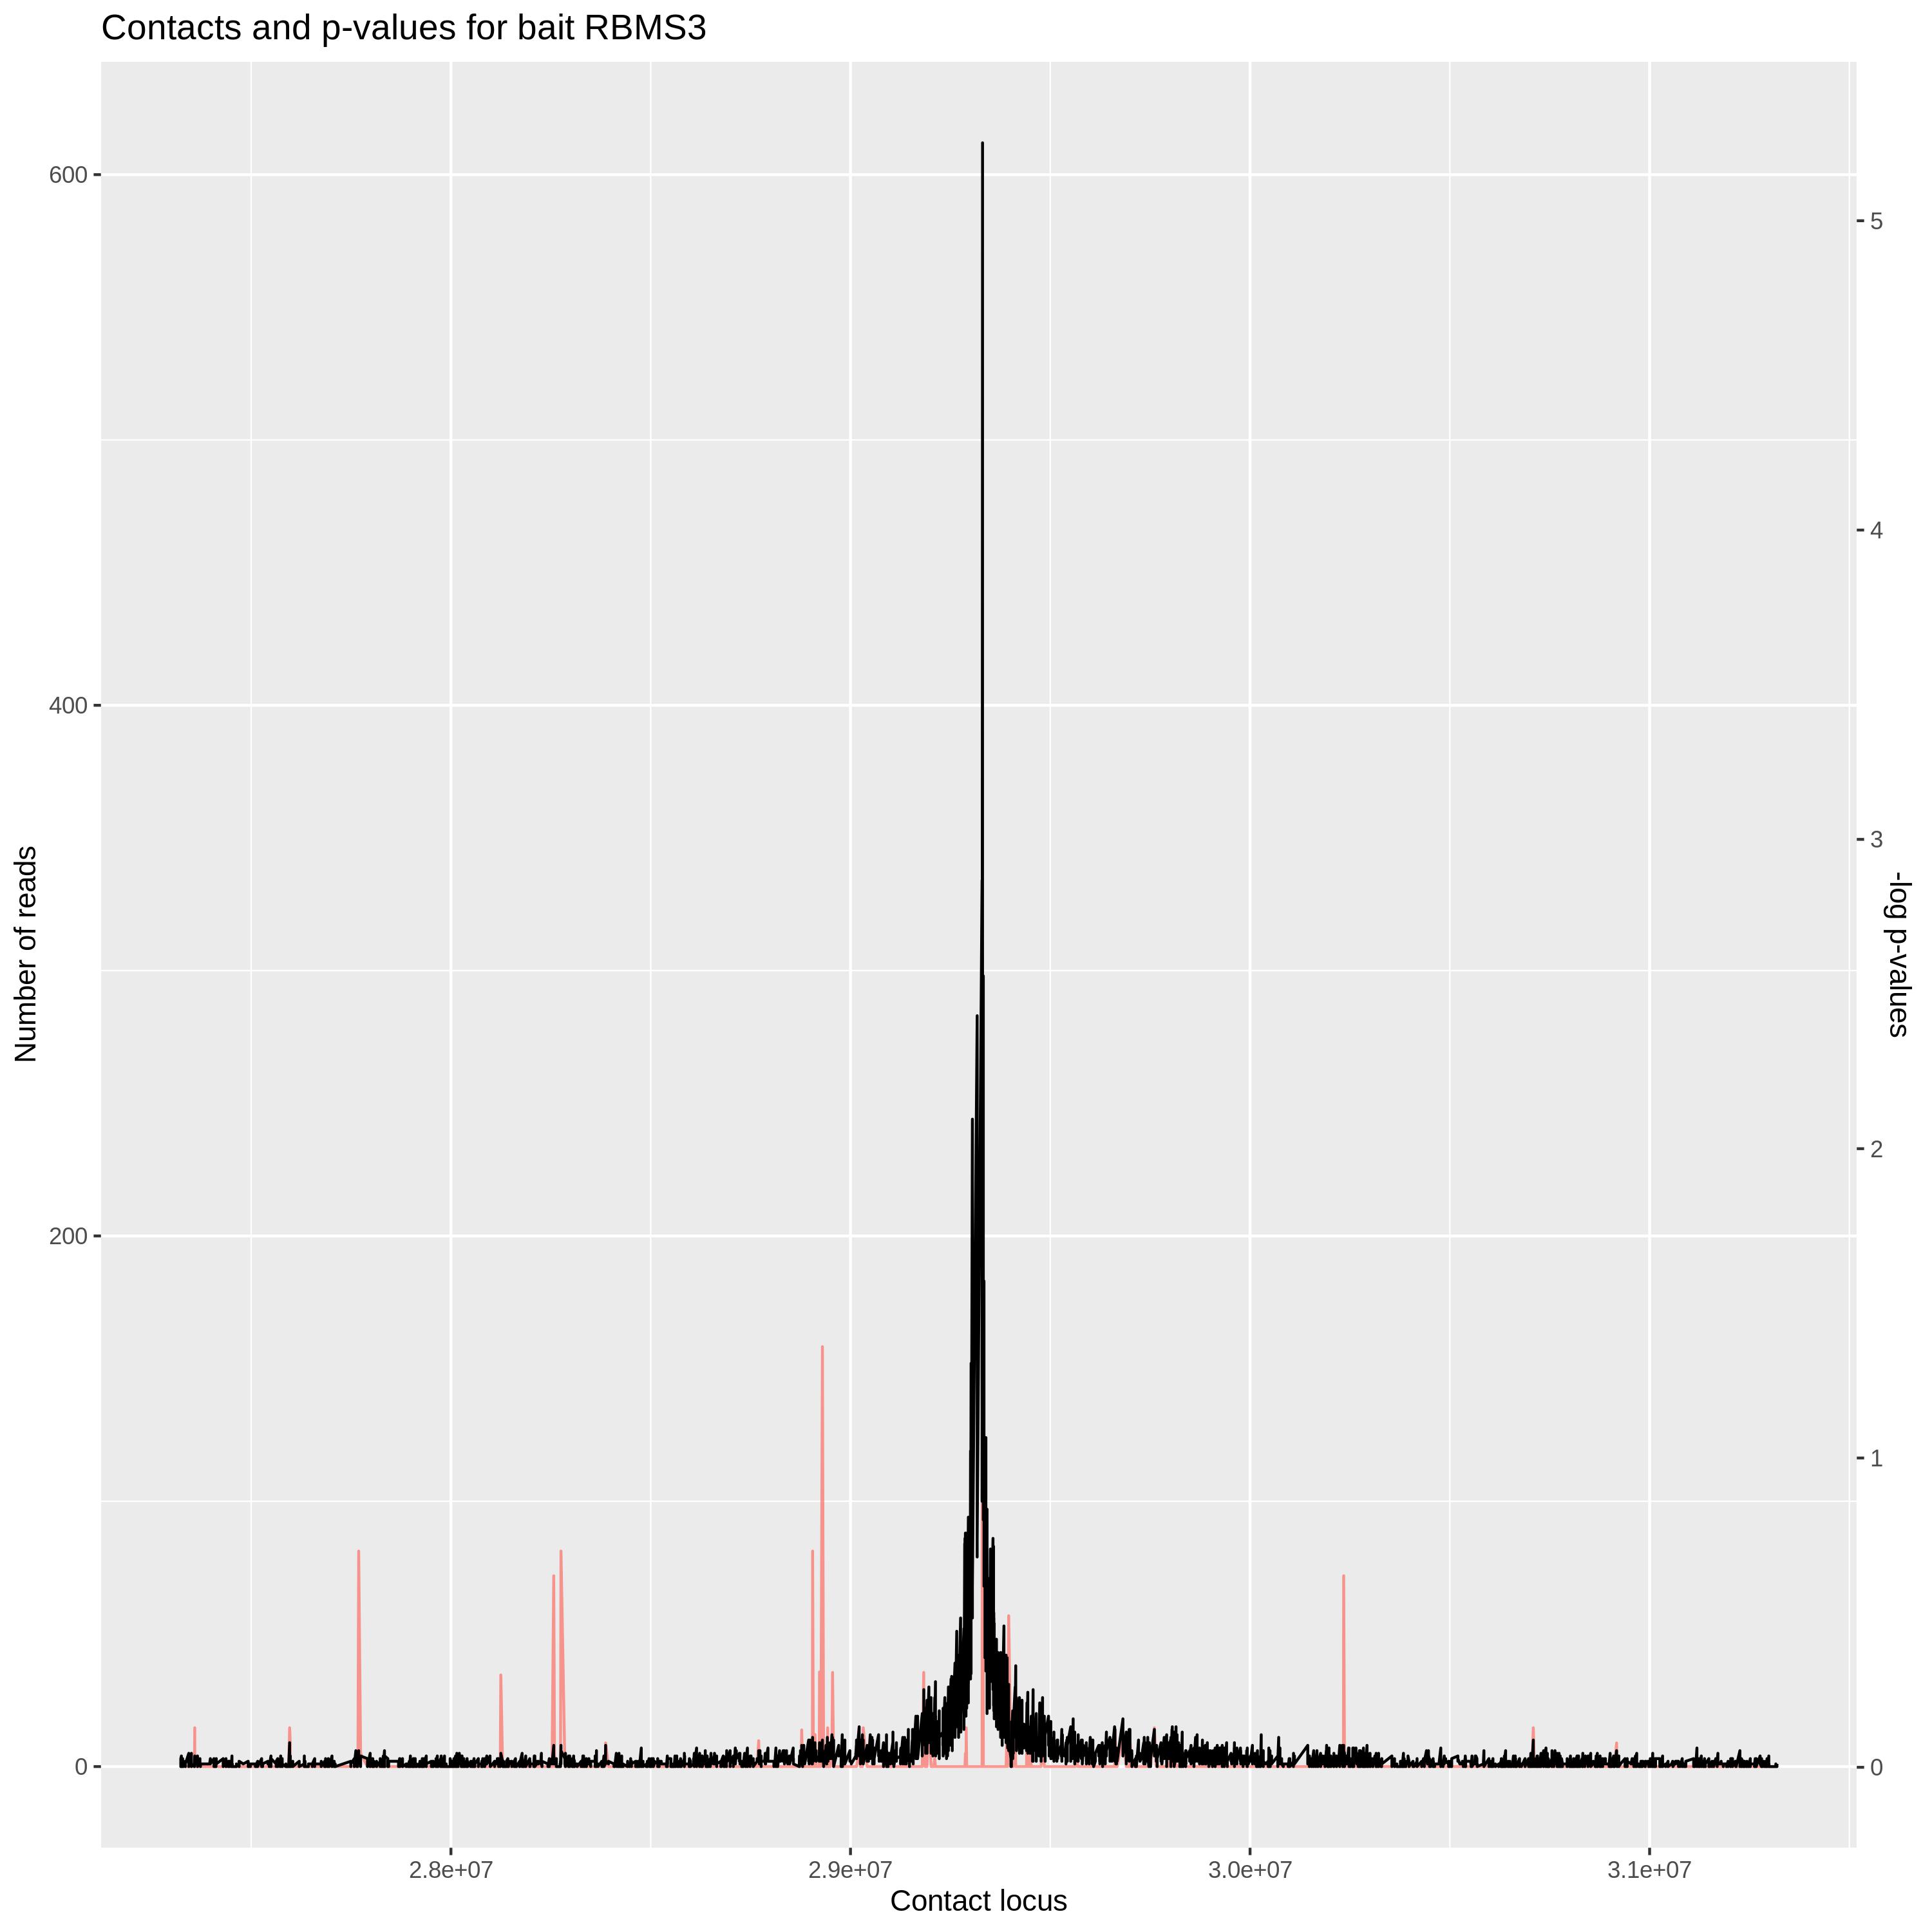 Contacts and p-values for bait RBMS3
600
400
200
0
Number of reads
5
4
3
2
1
0
-log p-values
2.8e+07
2.9e+07
3.0e+07
3.1e+07
Contact locus